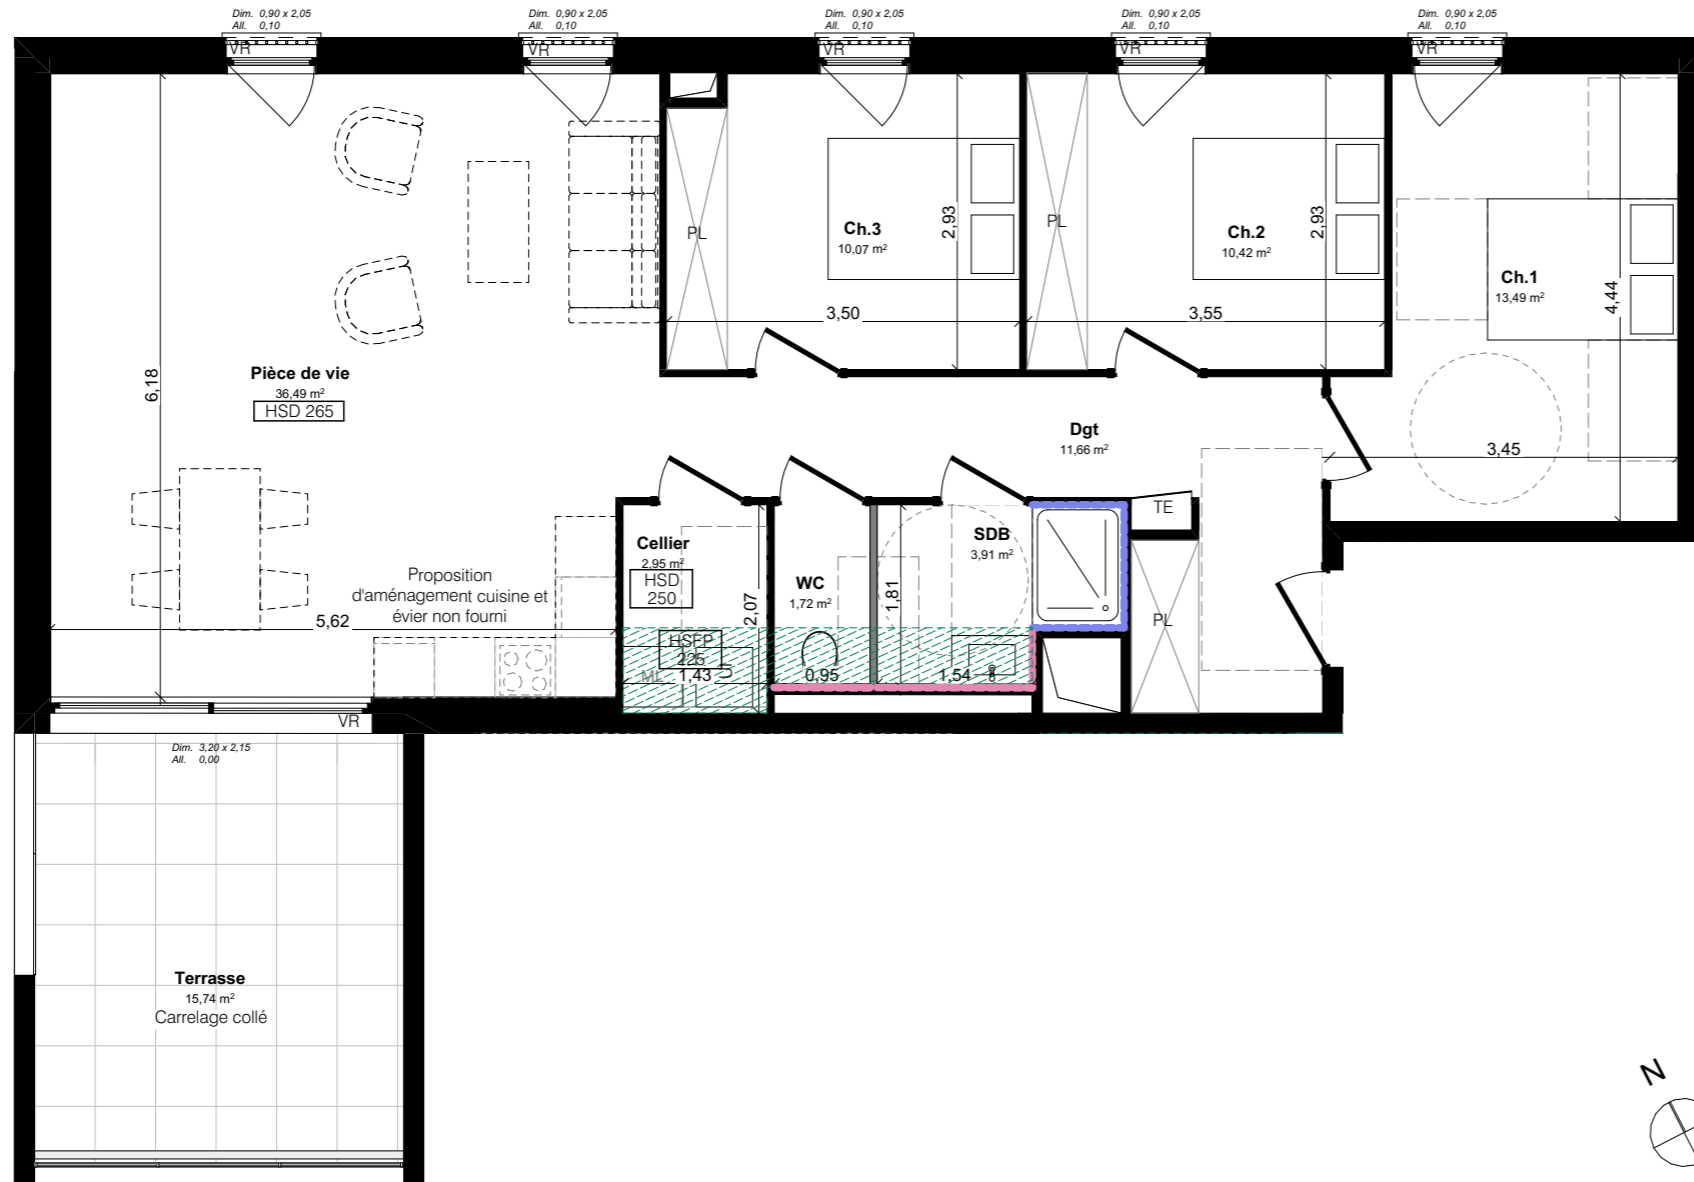 Dim. 0,90 x 2,05
All. 0,10
Dim. 0,90 x 2,05
All. 0,10
Dim. 0,90 x 2,05
All. 0,10
Dim. 0,90 x 2,05
All. 0,10
Dim. 0,90 x 2,05
All. 0,10
VR
VR
VR
VR
VR
PL
Ch.3
10,07 m²
2,93
3,50
PL
Ch.2
10,42 m²
2,93
3,55
Ch.1
13,49 m²
4,44
3,45
Pièce de vie
36,49 m²
HSD 265
6,18
5,62
Proposition
d'aménagement cuisine et
évier non fourni
Dgt
11,66 m²
Cellier
2,95 m²
HSD
250
2,07
HSFP
225
ML
1,43
WC
1,72 m²
0,95
SDB
3,91 m²
1,81
1,54
TE
PL
VR
Dim. 3,20 x 2,15
All. 0,00
Terrasse
15,74 m²
Carrelage collé
N